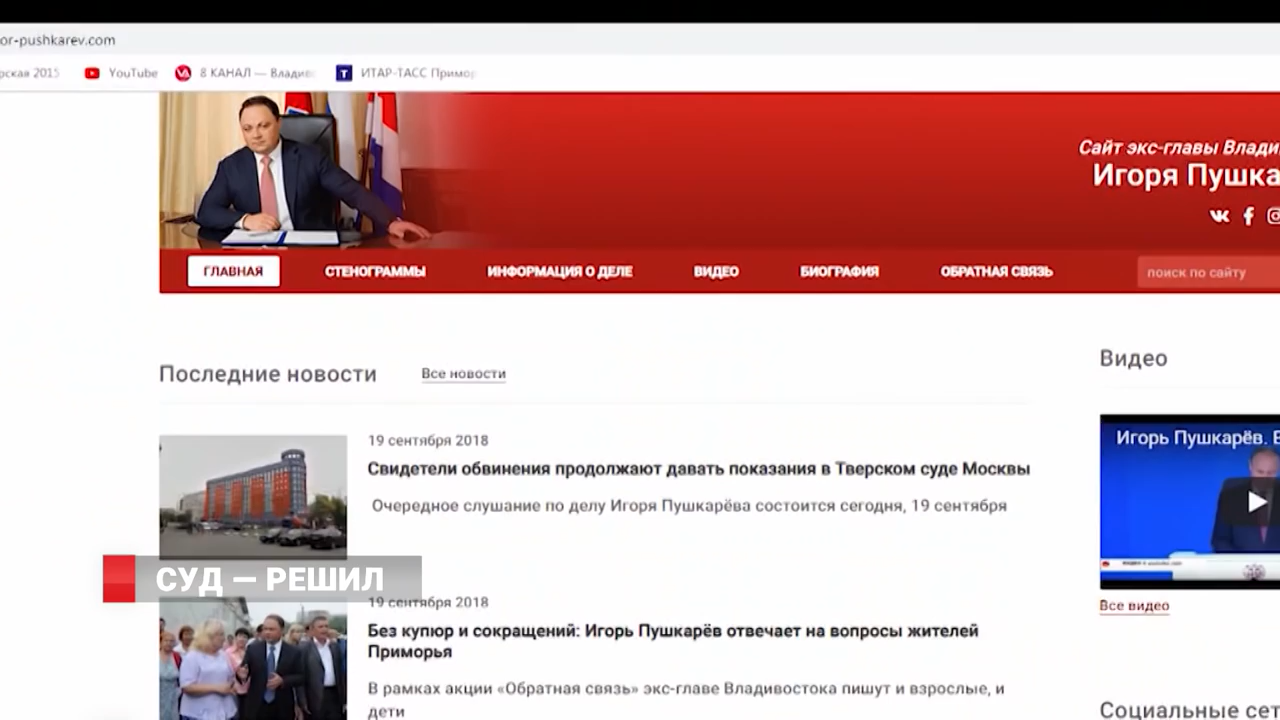 or-pushkarev.com
рская 2015 YouTube 8 КАНАЛ — Владив ИТАР-ТАСС Примор
Сайт экс-главы Влади
Игоря Пушка
ГЛАВНАЯ СТЕНОГРАММЫ ИНФОРМАЦИЯ О ДЕЛЕ ВИДЕО БИОГРАФИЯ ОБРАТНАЯ СВЯЗЬ поиск по сайту
Последние новости Все новости
19 сентября 2018
Свидетели обвинения продолжают давать показания в Тверском суде Москвы
Очередное слушание по делу Игоря Пушкарёва состоится сегодня, 19 сентября
СУД — РЕШИЛ
19 сентября 2018
Без купюр и сокращений: Игорь Пушкарёв отвечает на вопросы жителей
Приморья
В рамках акции «Обратная связь» экс-главе Владивостока пишут и взрослые, и
дети
Видео
Игорь Пушкарёв. В
Все видео
Социальные сет